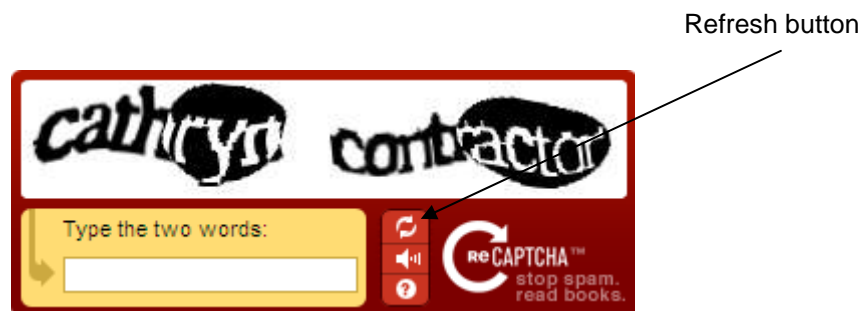 Refresh button
cathryn contractor
Type the two words:
ReCAPTCHA™
stop spam.
read books.